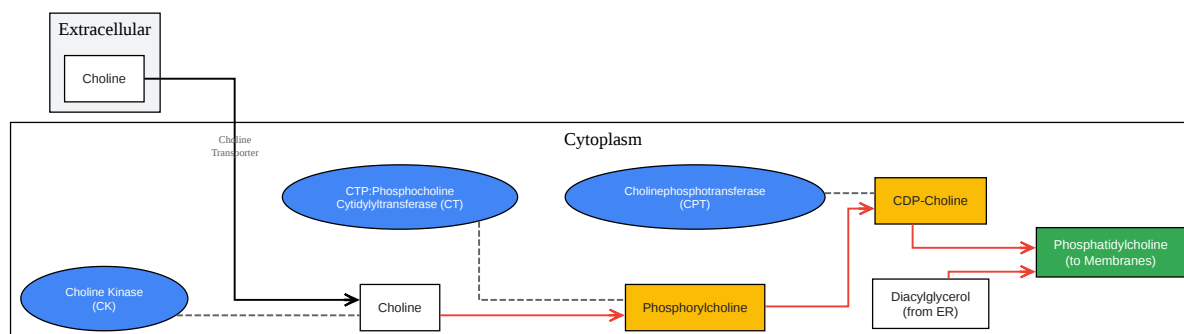 Extracellular
Choline
Cytoplasm
Choline
Transporter
CTP:Phosphocholine
Cytidylyltransferase (CT)
Cholinephosphotransferase
(CPT)
CDP-Choline
Phosphatidylcholine
(to Membranes)
Choline Kinase
(CK)
Choline
Phosphorylcholine
Diacylglycerol
(from ER)